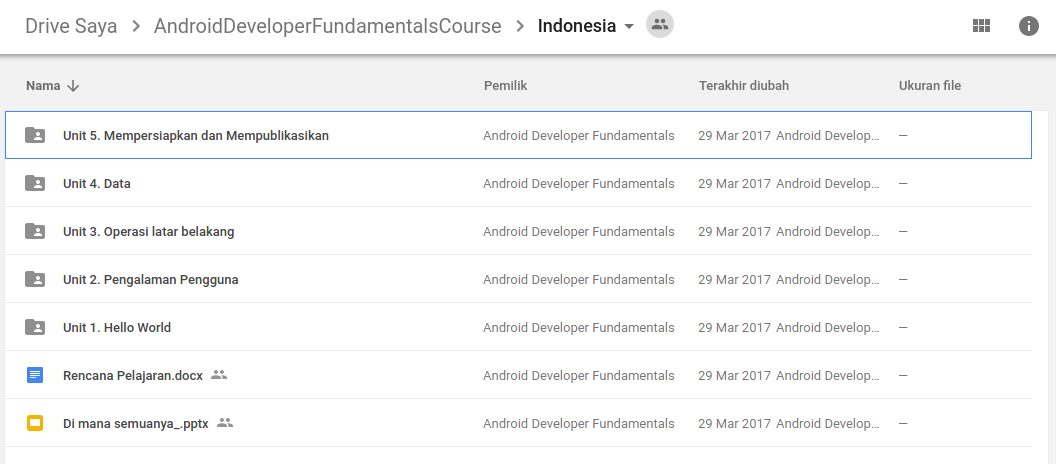 Drive Saya > AndroidDeveloperFundamentalsCourse > Indonesia
Nama Pemilik Terakhir diubah Ukuran file
Unit 5. Mempersiapkan dan Mempublikasikan Android Developer Fundamentals 29 Mar 2017 Android Develop... —
Unit 4. Data Android Developer Fundamentals 29 Mar 2017 Android Develop... —
Unit 3. Operasi latar belakang Android Developer Fundamentals 29 Mar 2017 Android Develop... —
Unit 2. Pengalaman Pengguna Android Developer Fundamentals 29 Mar 2017 Android Develop... —
Unit 1. Hello World Android Developer Fundamentals 29 Mar 2017 Android Develop... —
Rencana Pelajaran.docx Android Developer Fundamentals 29 Mar 2017 Android Develop... —
Di mana semuanya_.pptx Android Developer Fundamentals 29 Mar 2017 Android Develop... —